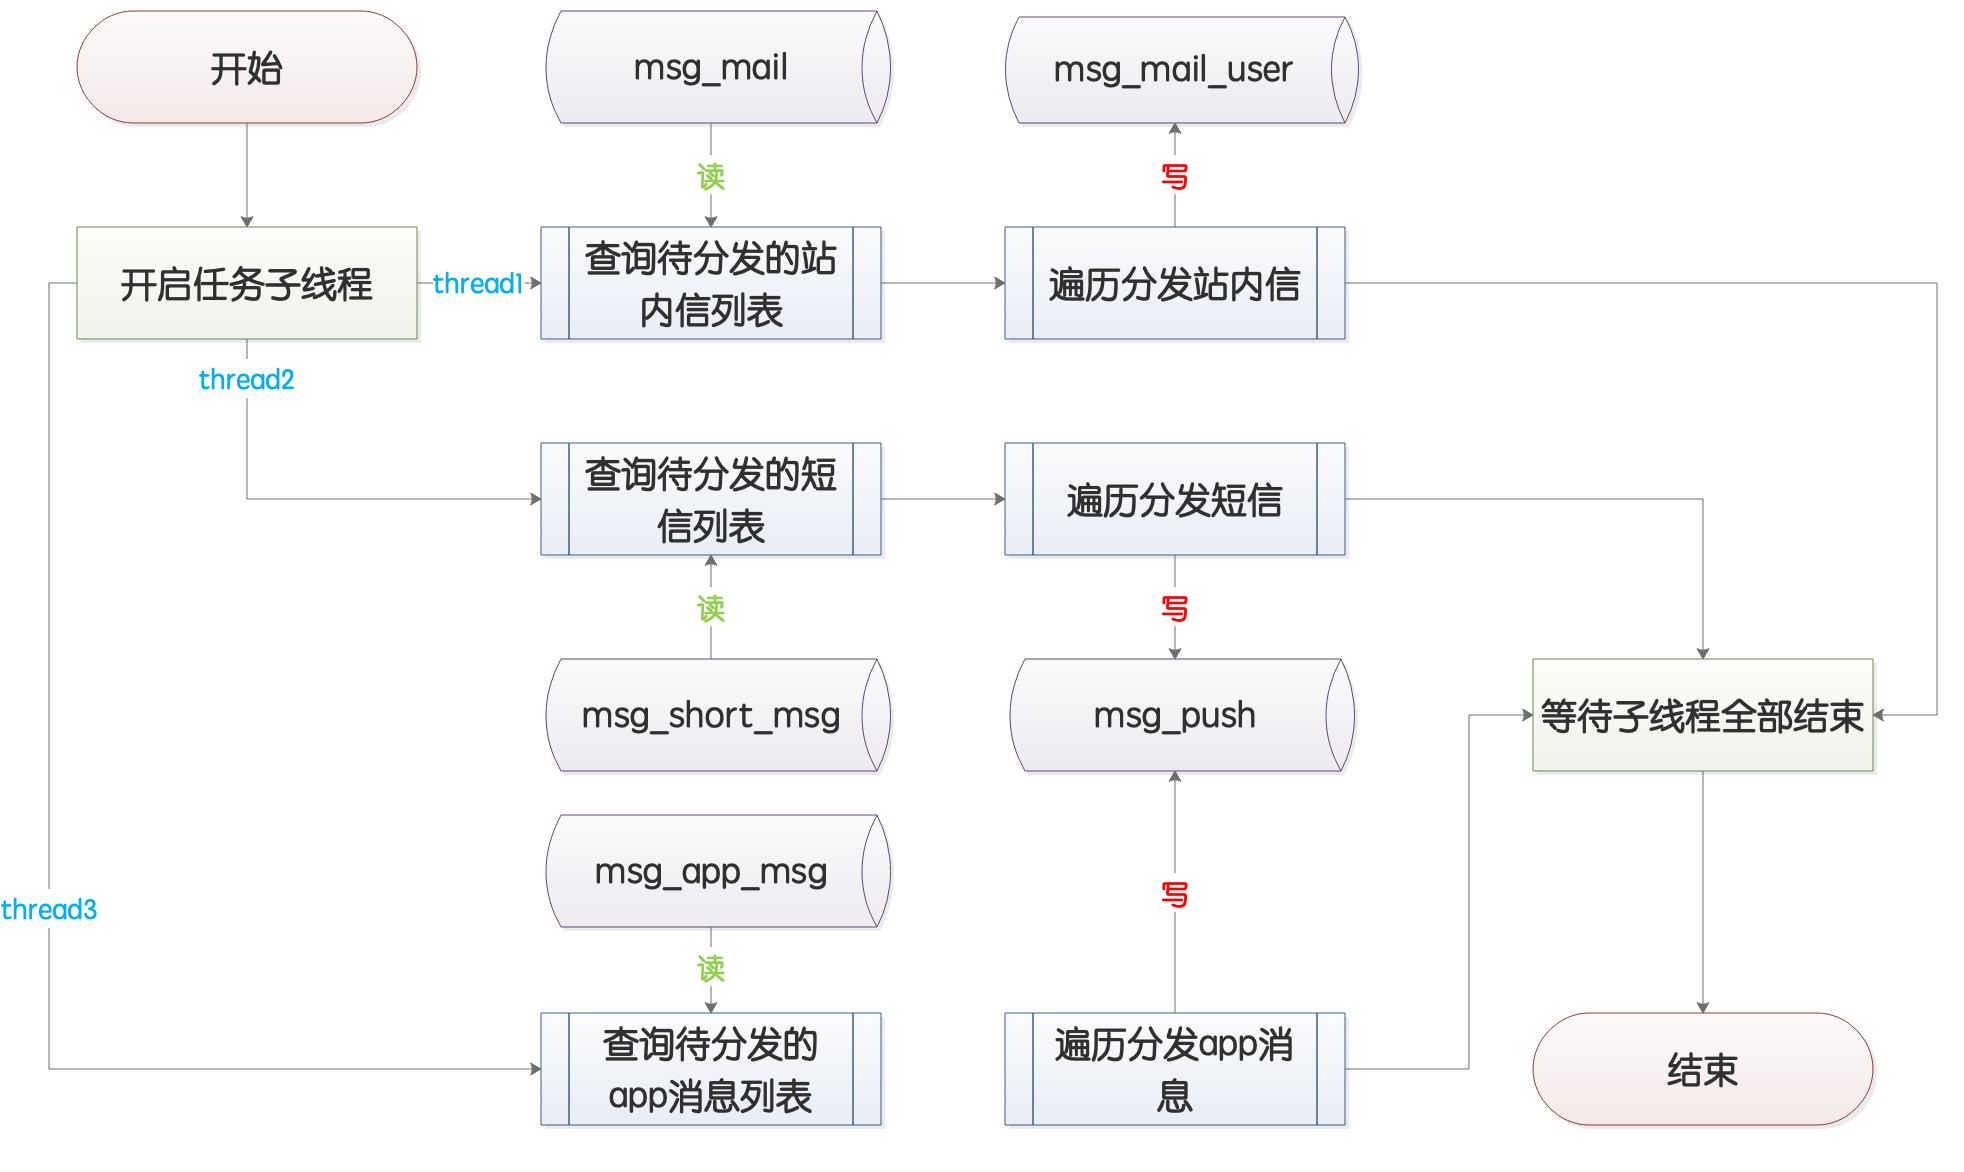 开始
msg_mail
msg_mail_user
读
写
开启任务子线程
thread1
查询待分发的站
内信列表
遍历分发站内信
thread2
查询待分发的短
信列表
遍历分发短信
读
写
msg_short_msg
msg_push
等待子线程全部结束
msg_app_msg
写
thread3
读
查询待分发的
app消息列表
遍历分发app消
息
结束